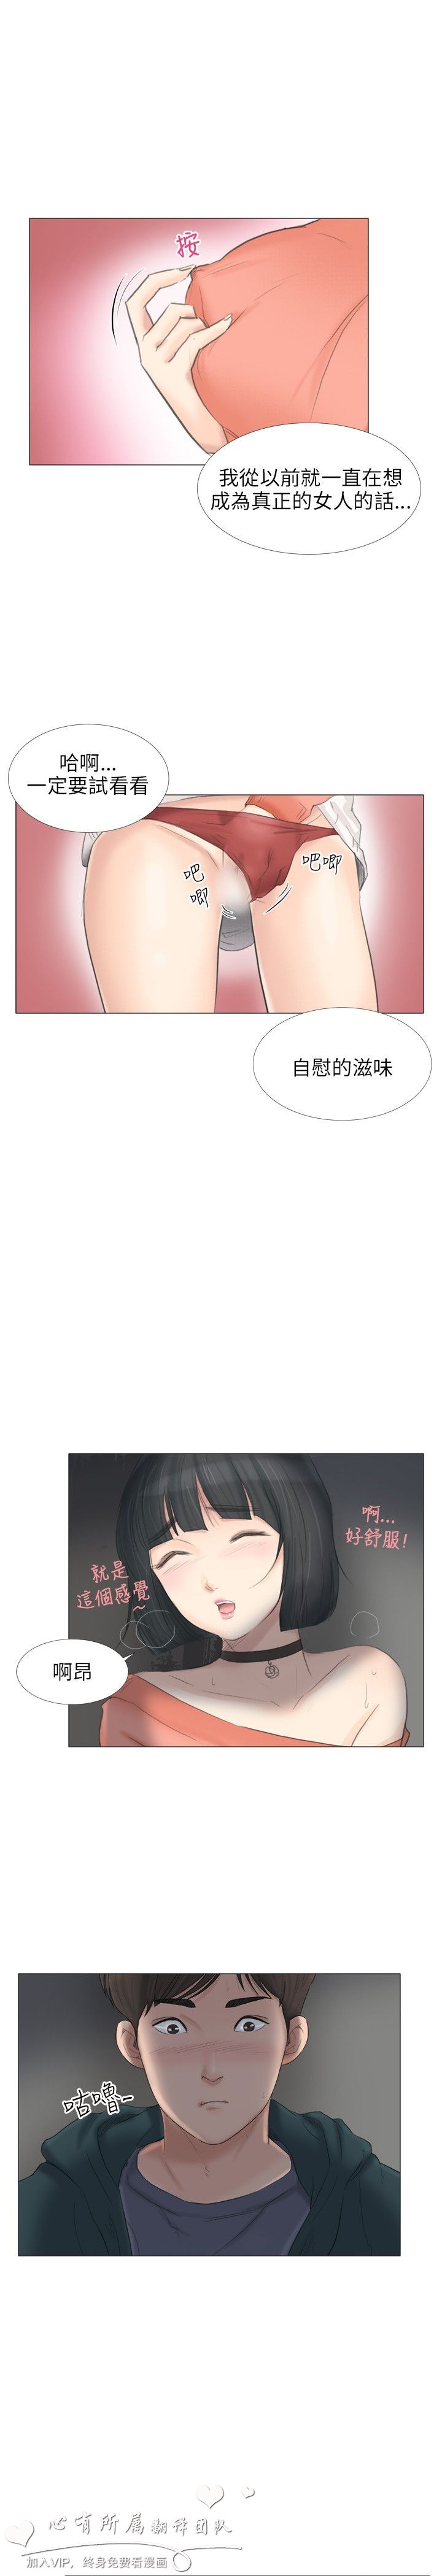 按
我從以前就一直在想
成為真正的女人的話...
哈啊...
一定要試看看
吧
唧
吧唧
自慰的滋味
啊...
好舒服!
就是
這個感覺
~
啊昂
咕嚕-
心有所属翻译团队
加入VIP，终身免费看漫画